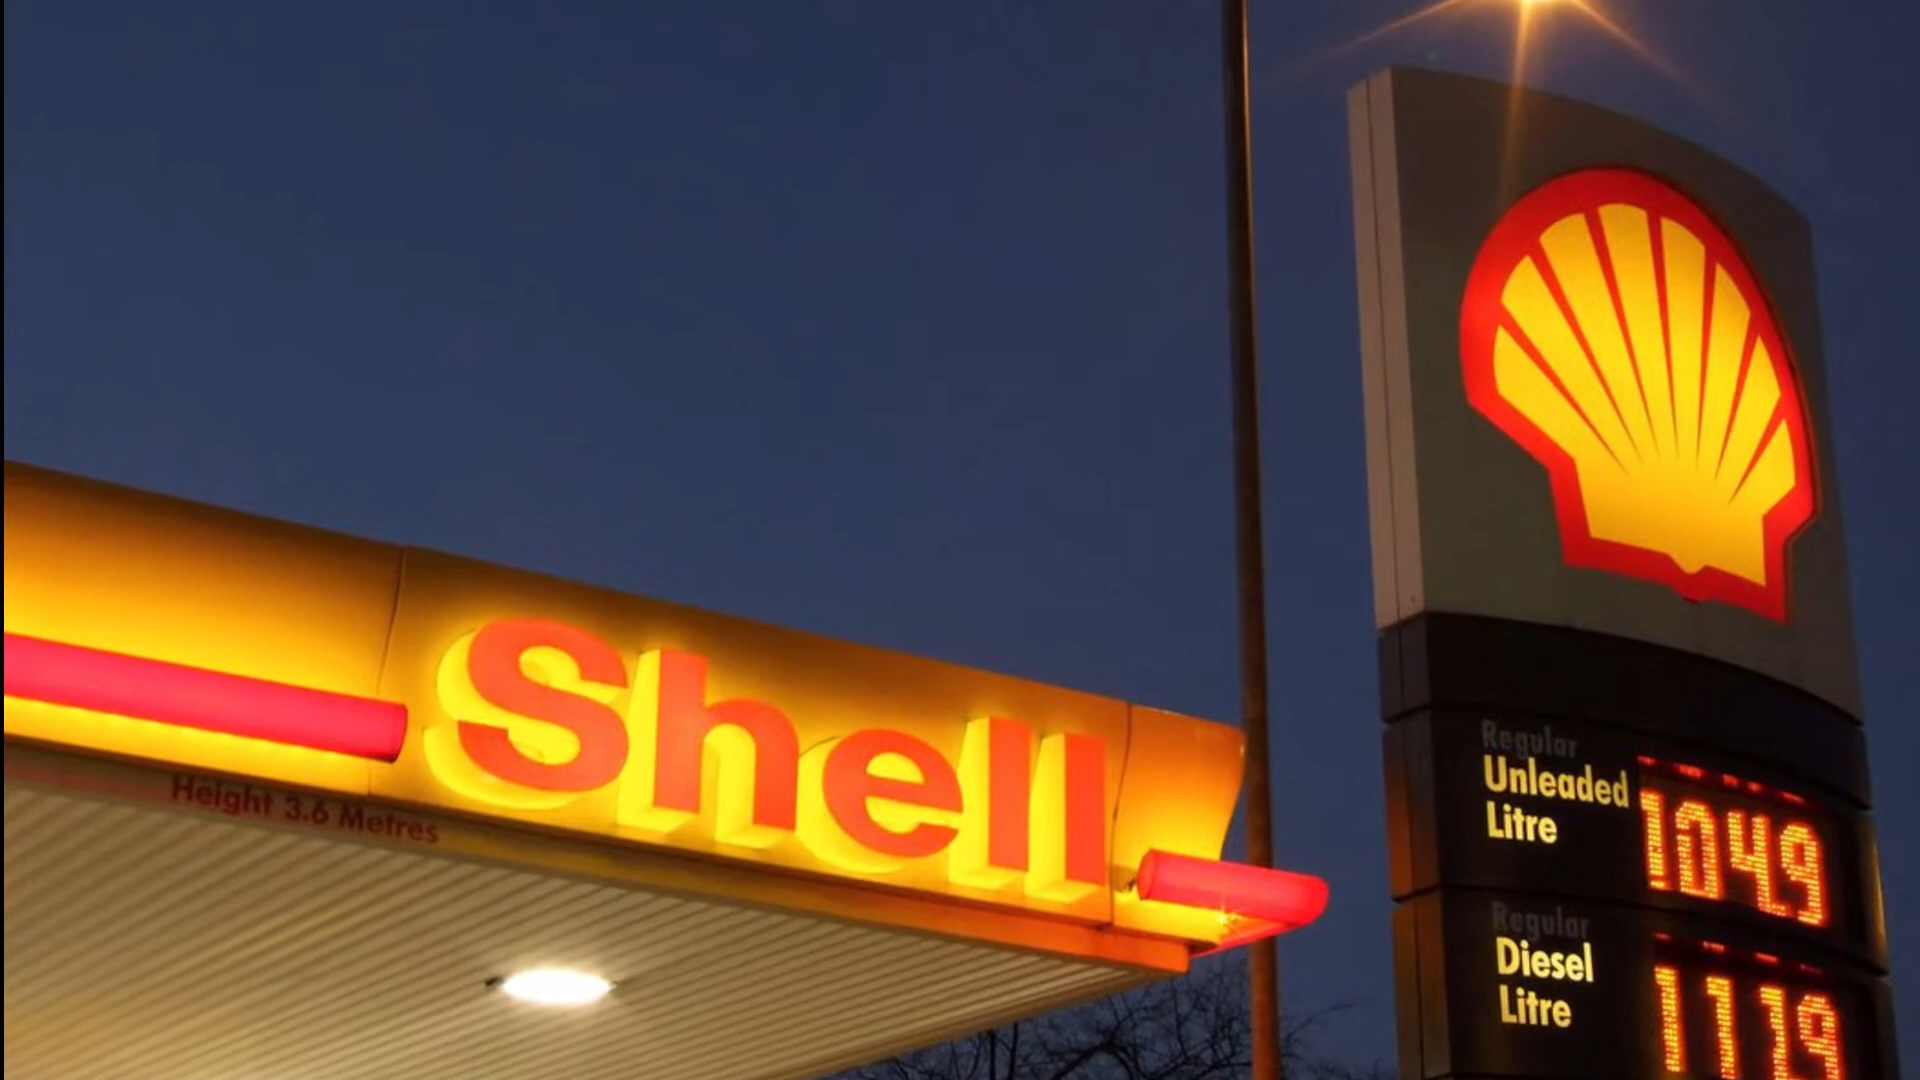 Shell
Height 3.6 Metres
Regular
Unleaded
Litre
104.9
Regular
Diesel
Litre
111.9